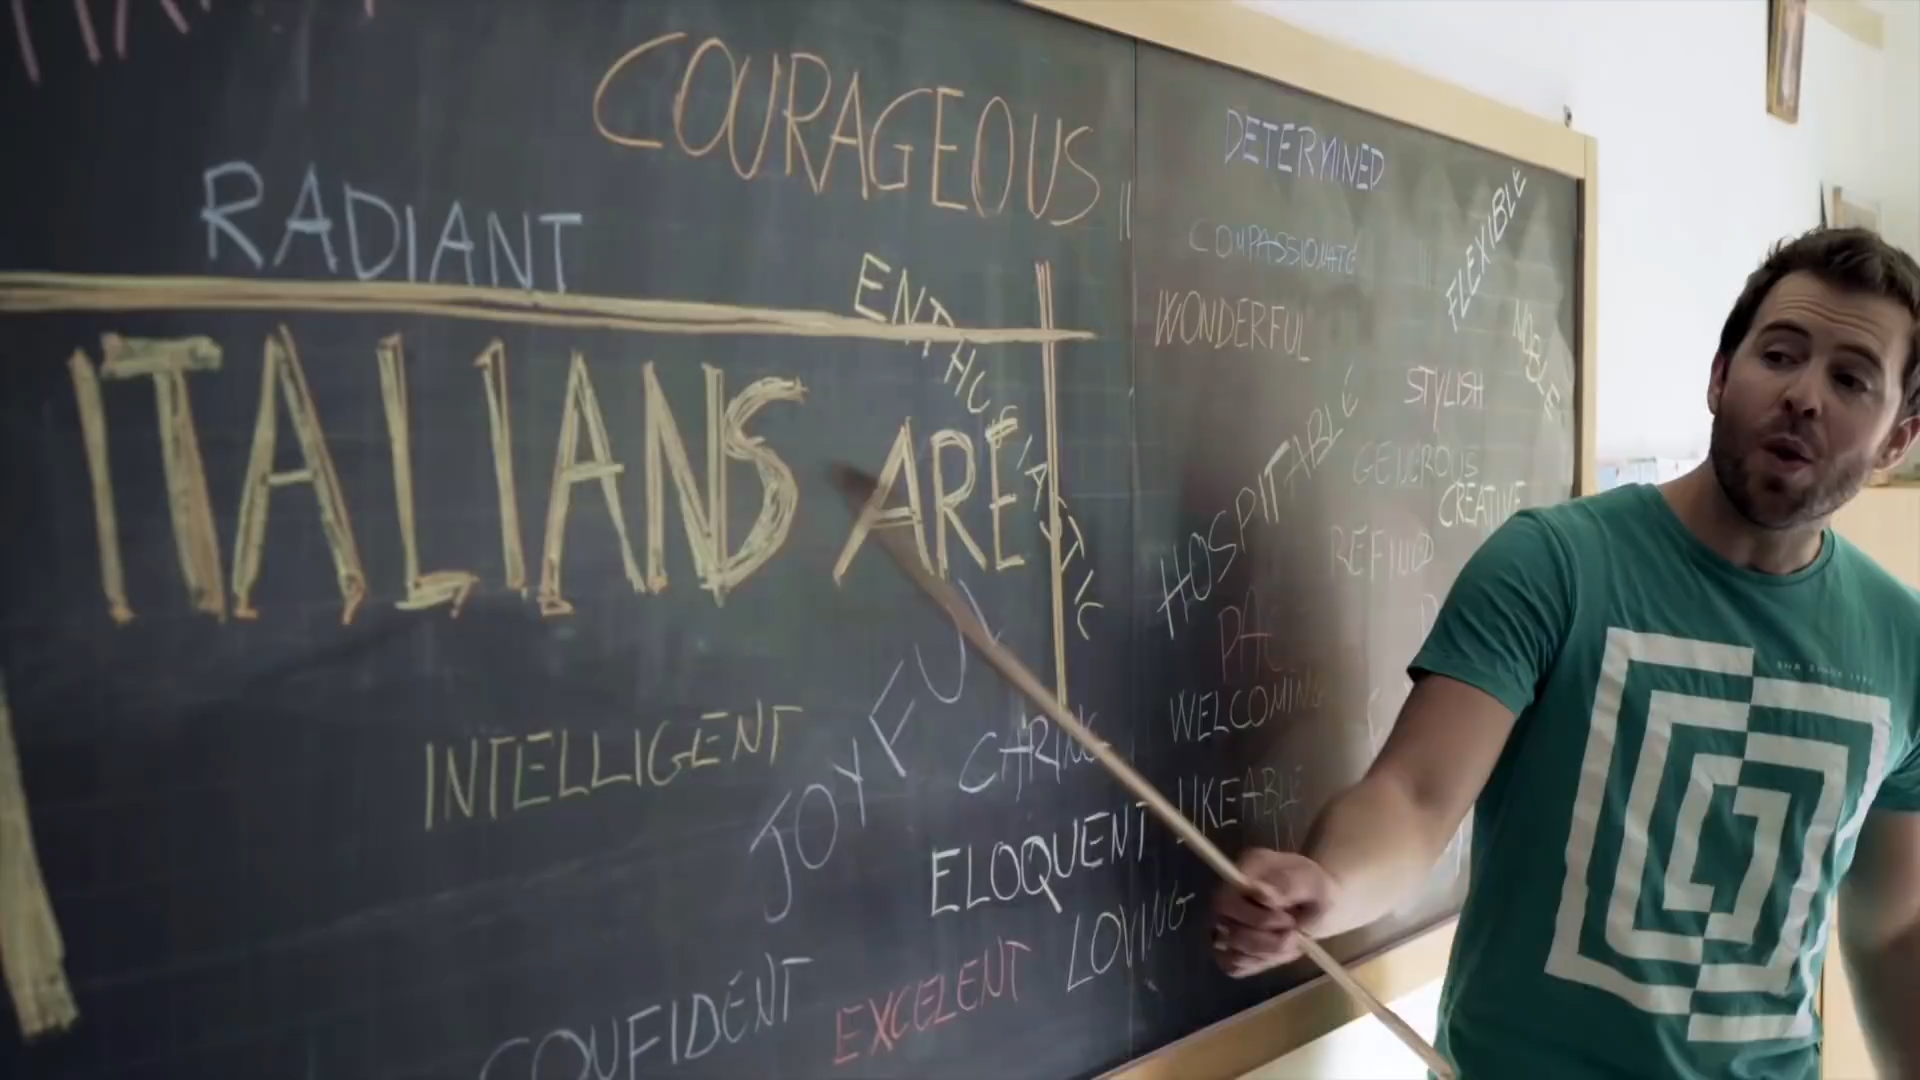 COURAGEOUS
RADIANT
ENTHUSIASTIC
ITALIANS ARE
INTELLIGENT
JOYFUL
CARING
ELOQUENT
LOVING
CONFIDENT
EXCELENT
DETERMINED
COMPASSIONATE
FLEXIBLE
WONDERFUL
NOBLE
STYLISH
HOSPITABLE
GENEROUS
CREATIVE
REFINED
WELCOMING
LIKEABLE